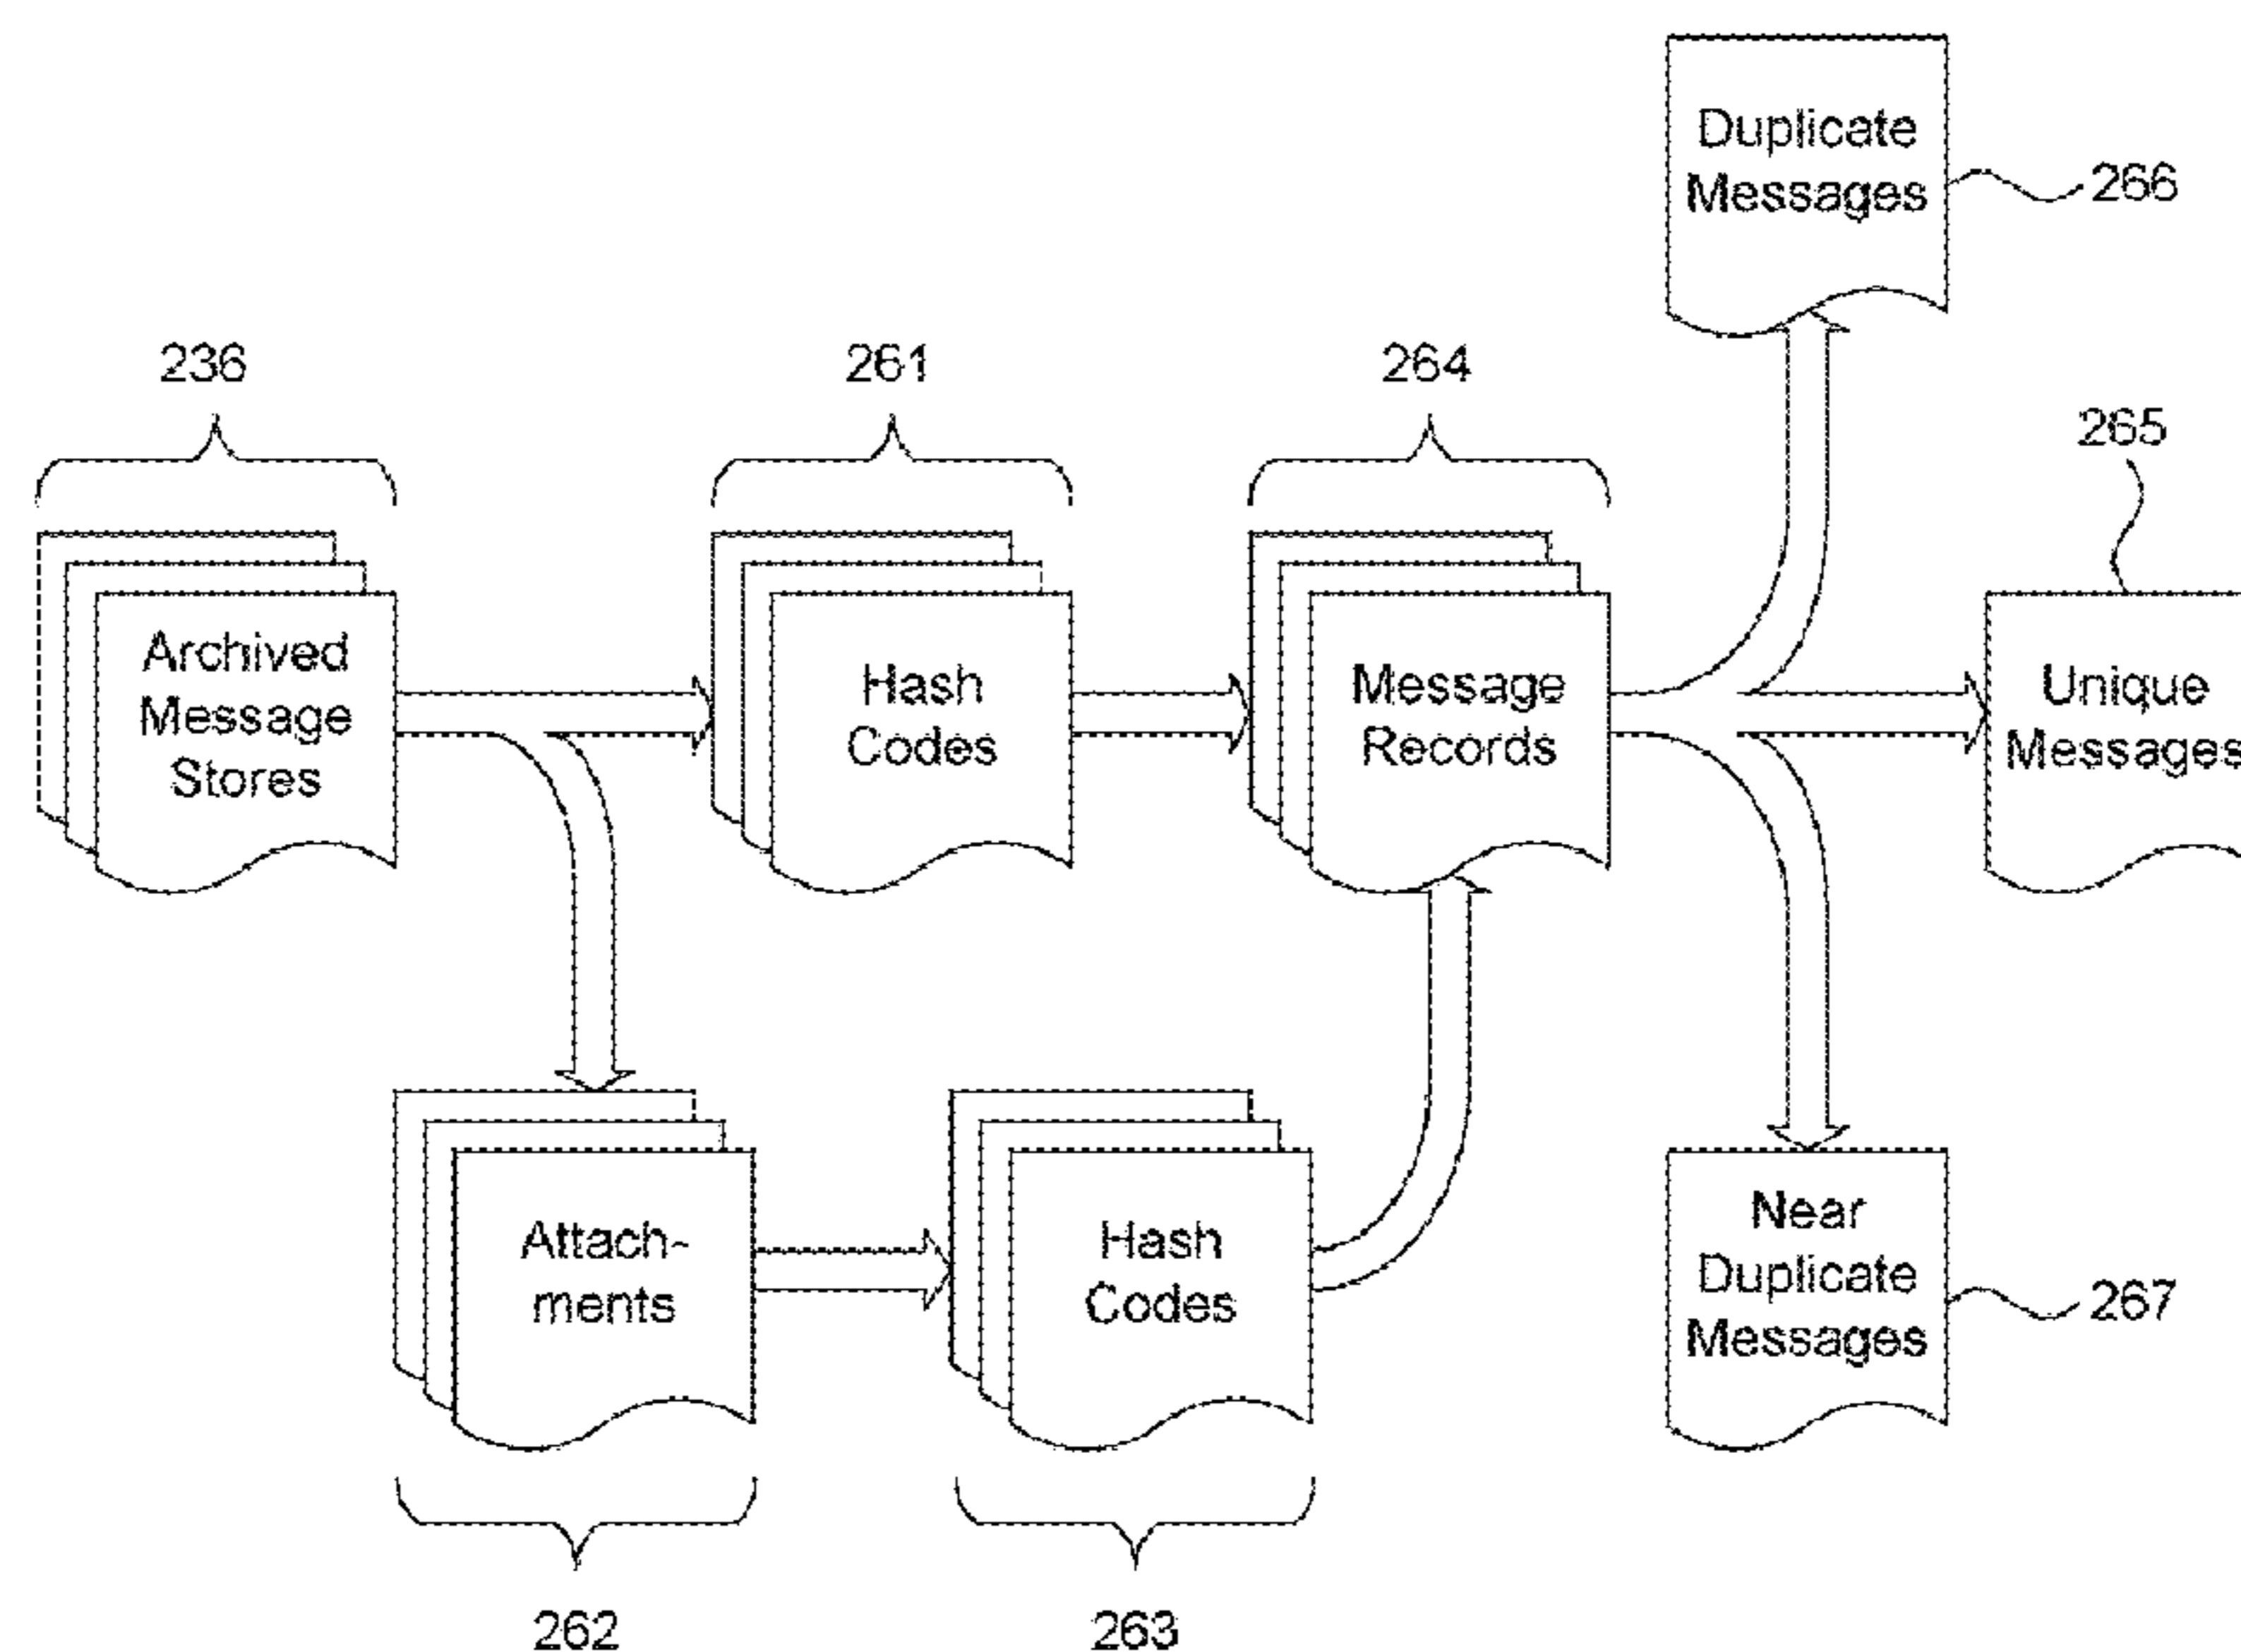 Duplicate
Messages
266
236
261
264
265
Archived
Message
Stores
Hash
Codes
Message
Records
Unique
Messages
Attach-
ments
Hash
Codes
Near
Duplicate
Messages
267
262
263